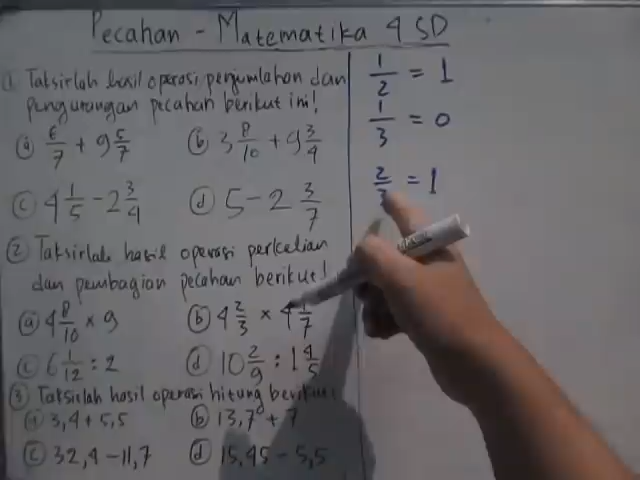 Pecahan - Matematika 4 SD
① Taksirlah hasil operasi penjumlahan dan
pengurangan pecahan berikut ini!
ⓐ 6/7 + 9 5/7 ⓑ 3 8/10 + 9 3/4
ⓒ 4 1/5 - 2 3/4 ⓓ 5 - 2 3/7
② Taksirlah hasil operasi perkalian
dan pembagian pecahan berikut!
ⓐ 4 8/10 × 9 ⓑ 4 2/3 × 4 1/7
ⓒ 6 1/12 : 2 ⓓ 10 2/9 : 1 4/5
③ Taksirlah hasil operasi hitung
ⓐ 3,4 + 5,5 ⓑ 13,7 + 7
ⓒ 32,4 - 11,7 ⓓ 15,45 - 5,5
1/2 = 1
1/3 = 0
2/3 = 1